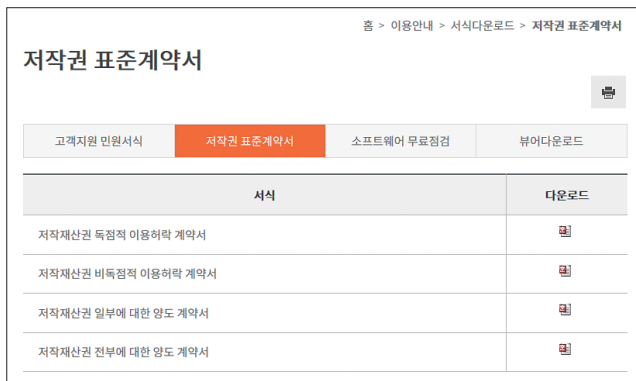 홈 > 이용안내 > 서식다운로드 > 저작권 표준계약서
저작권 표준계약서
고객지원 민원서식 저작권 표준계약서 소프트웨어 무료점검 뷰어다운로드
서식 다운로드
저작재산권 독점적 이용허락 계약서
저작재산권 비독점적 이용허락 계약서
저작재산권 일부에 대한 양도 계약서
저작재산권 전부에 대한 양도 계약서